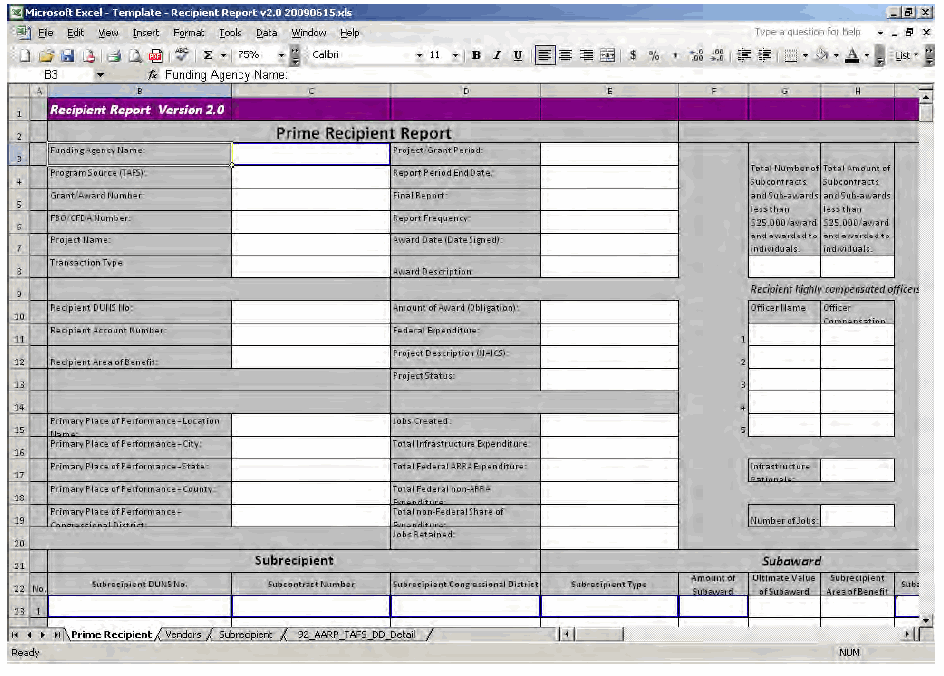 Microsoft Excel - Template - Recipient Report v2.0 20090615.xls
File Edit View Insert Format Tools Data Window Help Type a question for help
Σ 75% Calibri 11 B I U $ % , A List
B3 fx Funding Agency Name:
A B C D E F G H
1 Recipient Report Version 2.0
2 Prime Recipient Report
3 Funding Agency Name: Project/Grant Period:
4 Program Source (TAFS): Report Period End Date:
5 Grant/Award Number: Final Report:
6 FBO/CFDA Number: Report Frequency:
7 Project Name: Award Date (Date Signed):
8 Transaction Type Award Description:
Total Number of Subcontracts and Sub-awards less than $25,000/award and awarded to individuals:
Total Amount of Subcontracts and Sub-awards less than $25,000/award and awarded to individuals:
9 Recipient highly compensated officers
10 Recipient DUNS No: Amount of Award (Obligation): Officer Name Officer Compensation
11 Recipient Account Number: Federal Expenditure: 1
12 Recipient Area of Benefit: Project Description (NAICS): 2
13 Project Status: 3
14 4
15 Primary Place of Performance - Location Name: Jobs Created: 5
16 Primary Place of Performance - City: Total Infrastructure Expenditure:
17 Primary Place of Performance - State: Total Federal ARRA Expenditure: Infrastructure Rationale:
18 Primary Place of Performance - County: Total Federal non-ARRA Expenditure:
19 Primary Place of Performance - Congressional District: Total non-Federal Share of Expenditure: Number of Jobs:
20 Jobs Retained:
21 Subrecipient Subaward
22 No. Subrecipient DUNS No. Subcontract Number Subrecipient Congressional District Subrecipient Type Amount of Subaward Ultimate Value of Subaward Subrecipient Area of Benefit Suba
23 1
Prime Recipient Vendors Subrecipient 92_AARP_TAFS_DD_Detail
Ready NUM